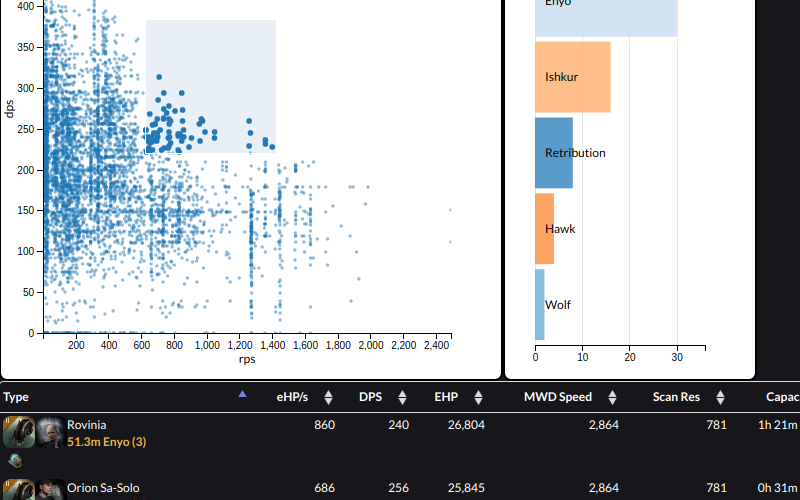 400
350
300
250
200
150
100
50
0
dps
200
400
600
800
1,000
1,200
1,400
1,600
1,800
2,000
2,200
2,400
rps
Enyo
Ishkur
Retribution
Hawk
Wolf
0
10
20
30
Type eHP/s DPS EHP MWD Speed Scan Res Capac
Rovinia 860 240 26,804 2,864 781 1h 21m
51.3m Enyo (3)
Orion Sa-Solo 686 256 25,845 2,864 781 0h 31m